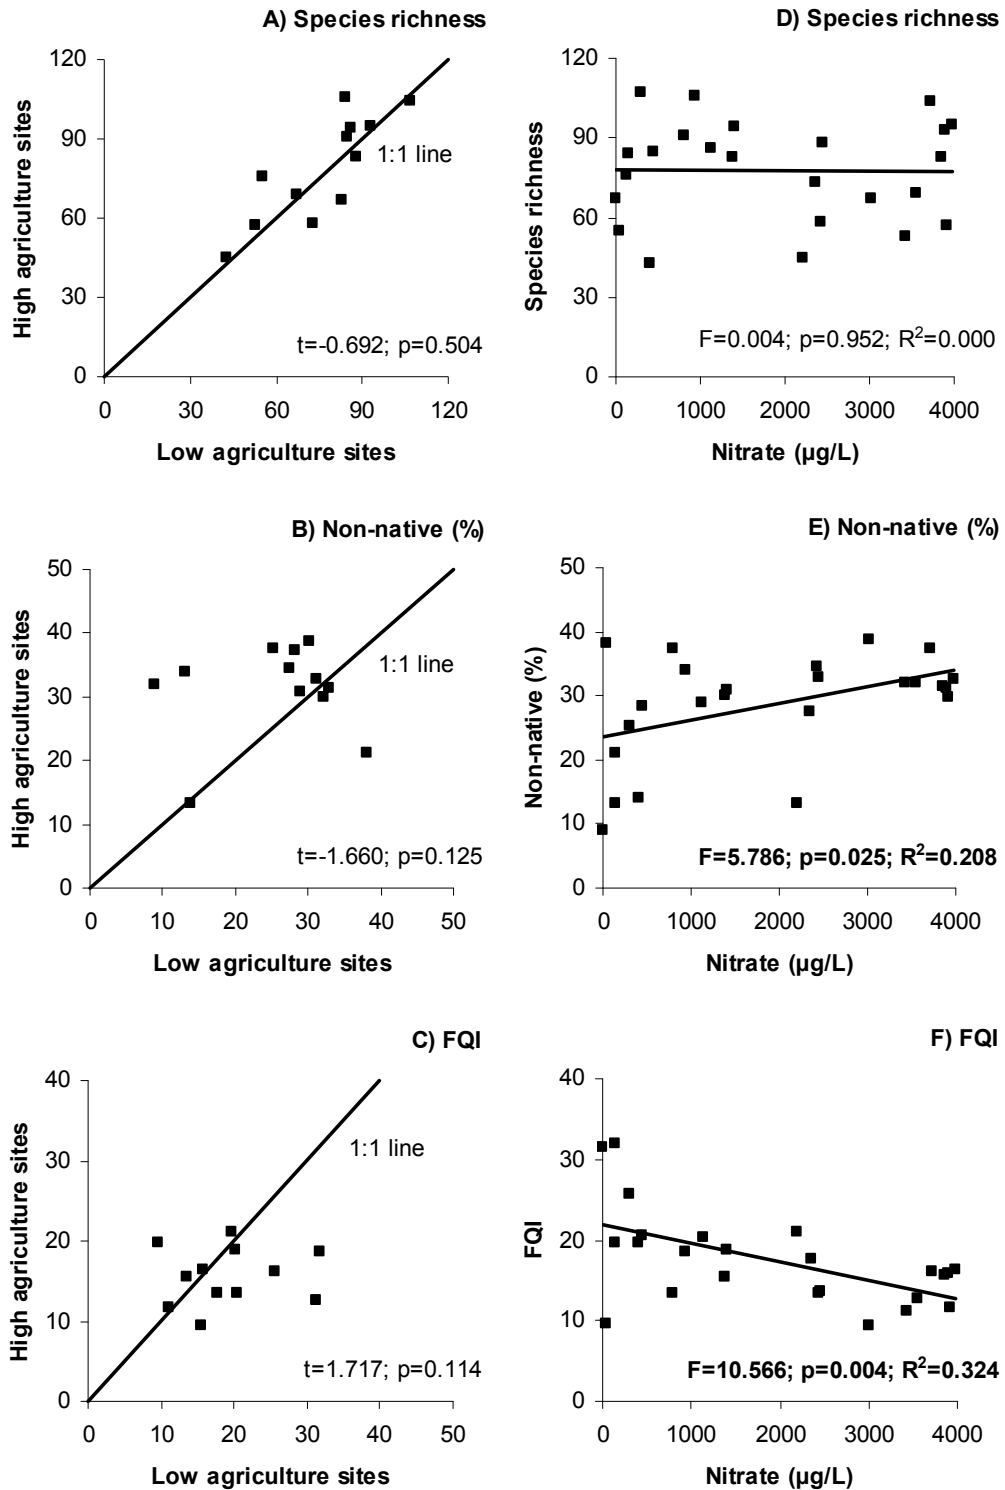 A) Species richness
120
90
60
30
0
High agriculture sites
1:1 line
t=-0.692; p=0.504
0 30 60 90 120
Low agriculture sites
D) Species richness
120
90
60
30
0
Species richness
F=0.004; p=0.952; R²=0.000
0 1000 2000 3000 4000
Nitrate (µg/L)
B) Non-native (%)
50
40
30
20
10
0
High agriculture sites
1:1 line
t=-1.660; p=0.125
0 10 20 30 40 50
Low agriculture sites
E) Non-native (%)
50
40
30
20
10
0
Non-native (%)
F=5.786; p=0.025; R²=0.208
0 1000 2000 3000 4000
Nitrate (µg/L)
C) FQI
40
30
20
10
0
High agriculture sites
1:1 line
t=1.717; p=0.114
0 10 20 30 40 50
Low agriculture sites
F) FQI
40
30
20
10
0
FQI
F=10.566; p=0.004; R²=0.324
0 1000 2000 3000 4000
Nitrate (µg/L)